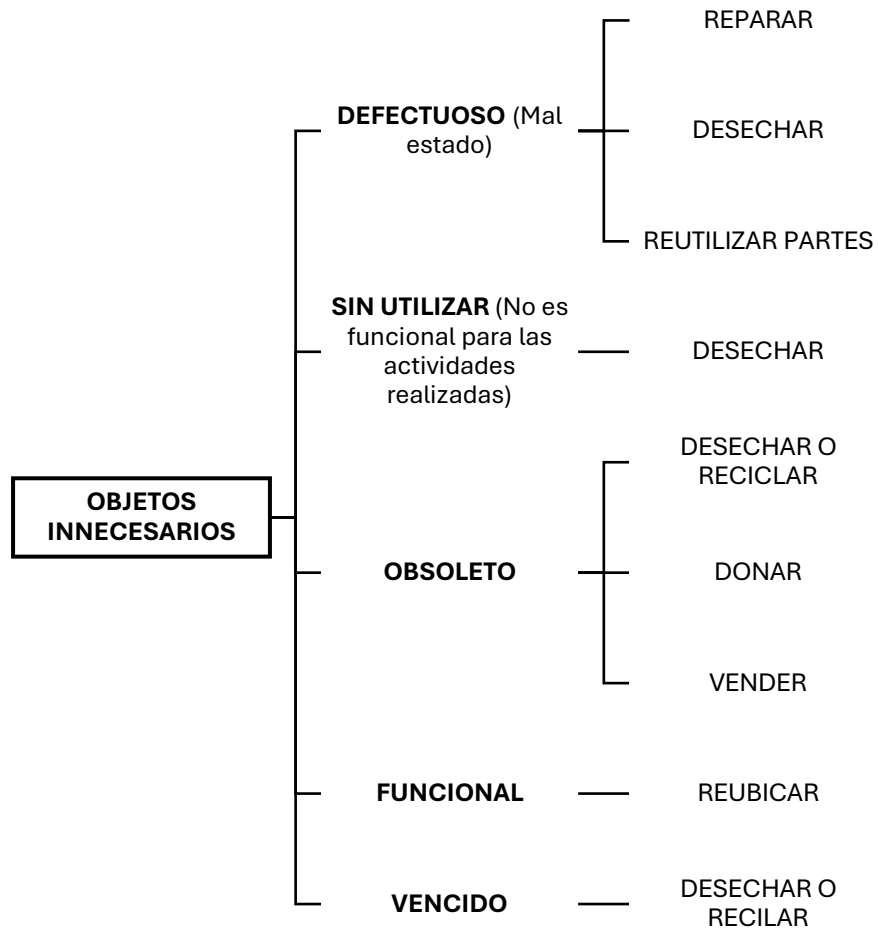 REPARAR
DEFECTUOSO (Mal
estado)
DESECHAR
REUTILIZAR PARTES
SIN UTILIZAR (No es
funcional para las
actividades
realizadas)
DESECHAR
OBJETOS
INNECESARIOS
DESECHAR O
RECICLAR
OBSOLETO
DONAR
VENDER
FUNCIONAL
REUBICAR
VENCIDO
DESECHAR O
RECILAR